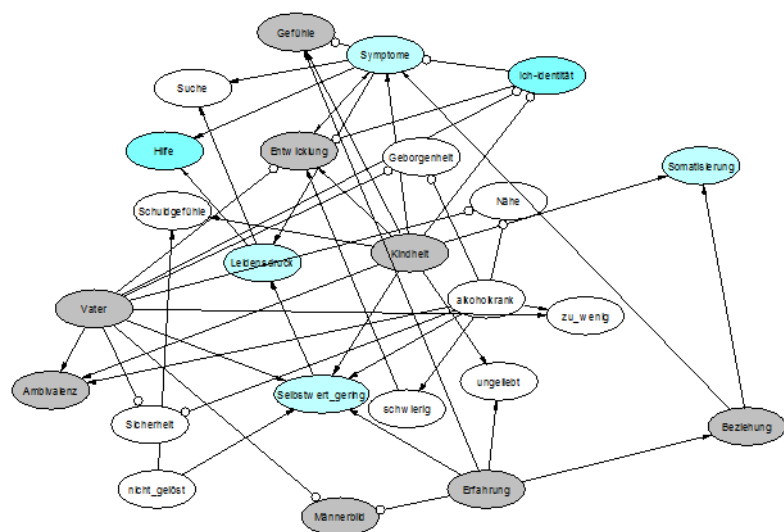 Gefühle
Symptome
Ich-Identität
Suche
Hilfe
Entwicklung
Geborgenheit
Somatisierung
Nähe
Schuldgefühle
Kindheit
Leidensdruck
Vater
alkoholkrank
zu_wenig
Ambivalenz
Selbstwert_gering
ungeliebt
schwierig
Sicherheit
Beziehung
nicht_gelöst
Erfahrung
Männerbild